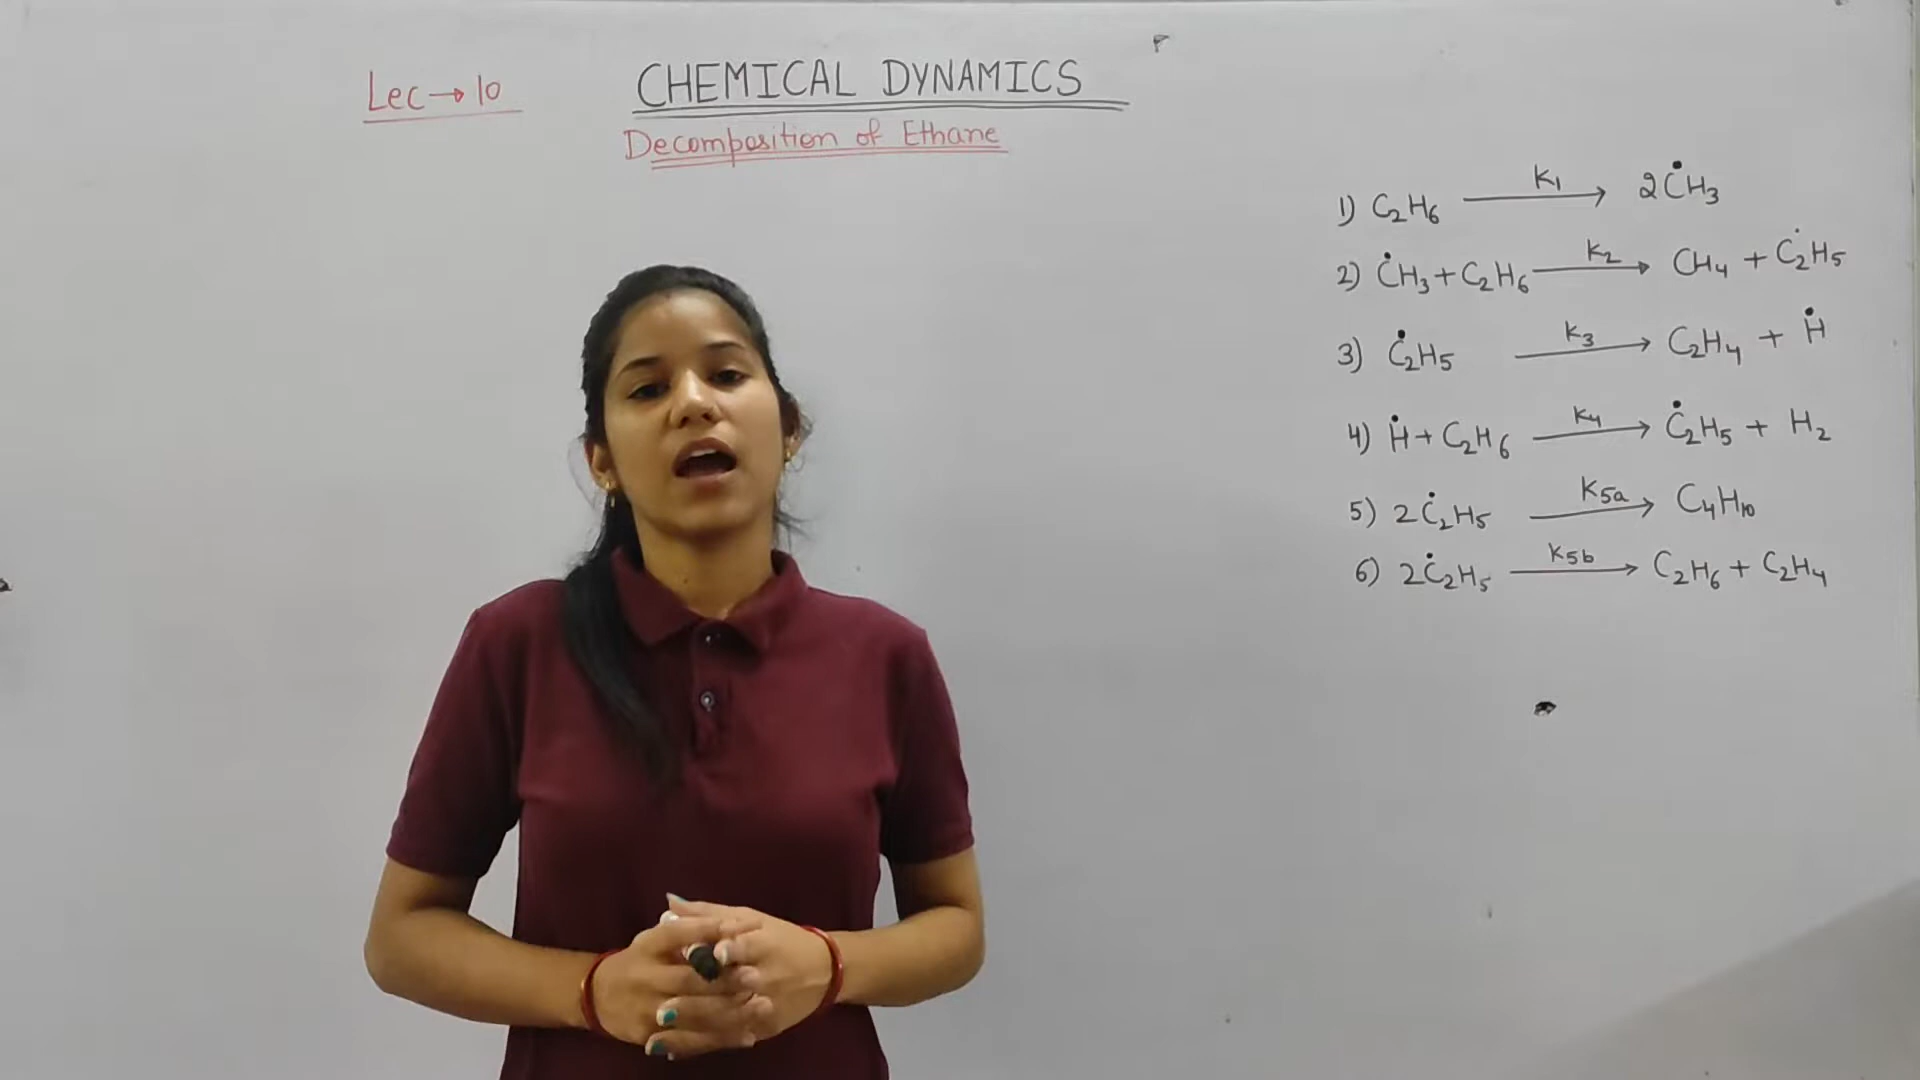 Lec → 10
CHEMICAL DYNAMICS
Decomposition of Ethane
1) C₂H₆ —K₁→ 2ĊH₃
2) ĊH₃ + C₂H₆ —K₂→ CH₄ + Ċ₂H₅
3) Ċ₂H₅ —K₃→ C₂H₄ + Ḣ
4) Ḣ + C₂H₆ —K₄→ Ċ₂H₅ + H₂
5) 2Ċ₂H₅ —K₅ₐ→ C₄H₁₀
6) 2Ċ₂H₅ —K₅b→ C₂H₆ + C₂H₄